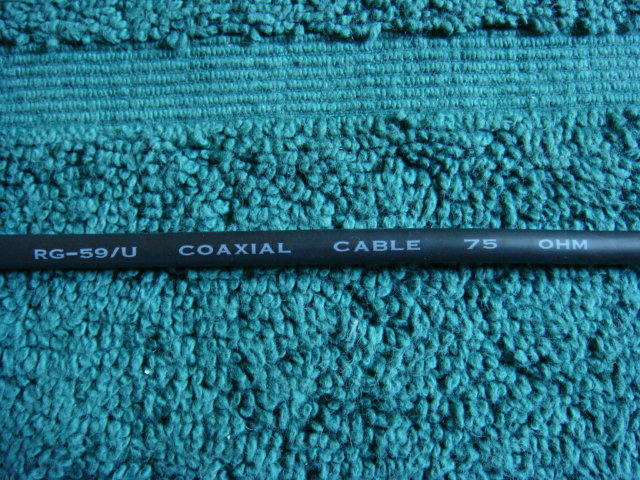 RG-59/U COAXIAL CABLE 75 OHM